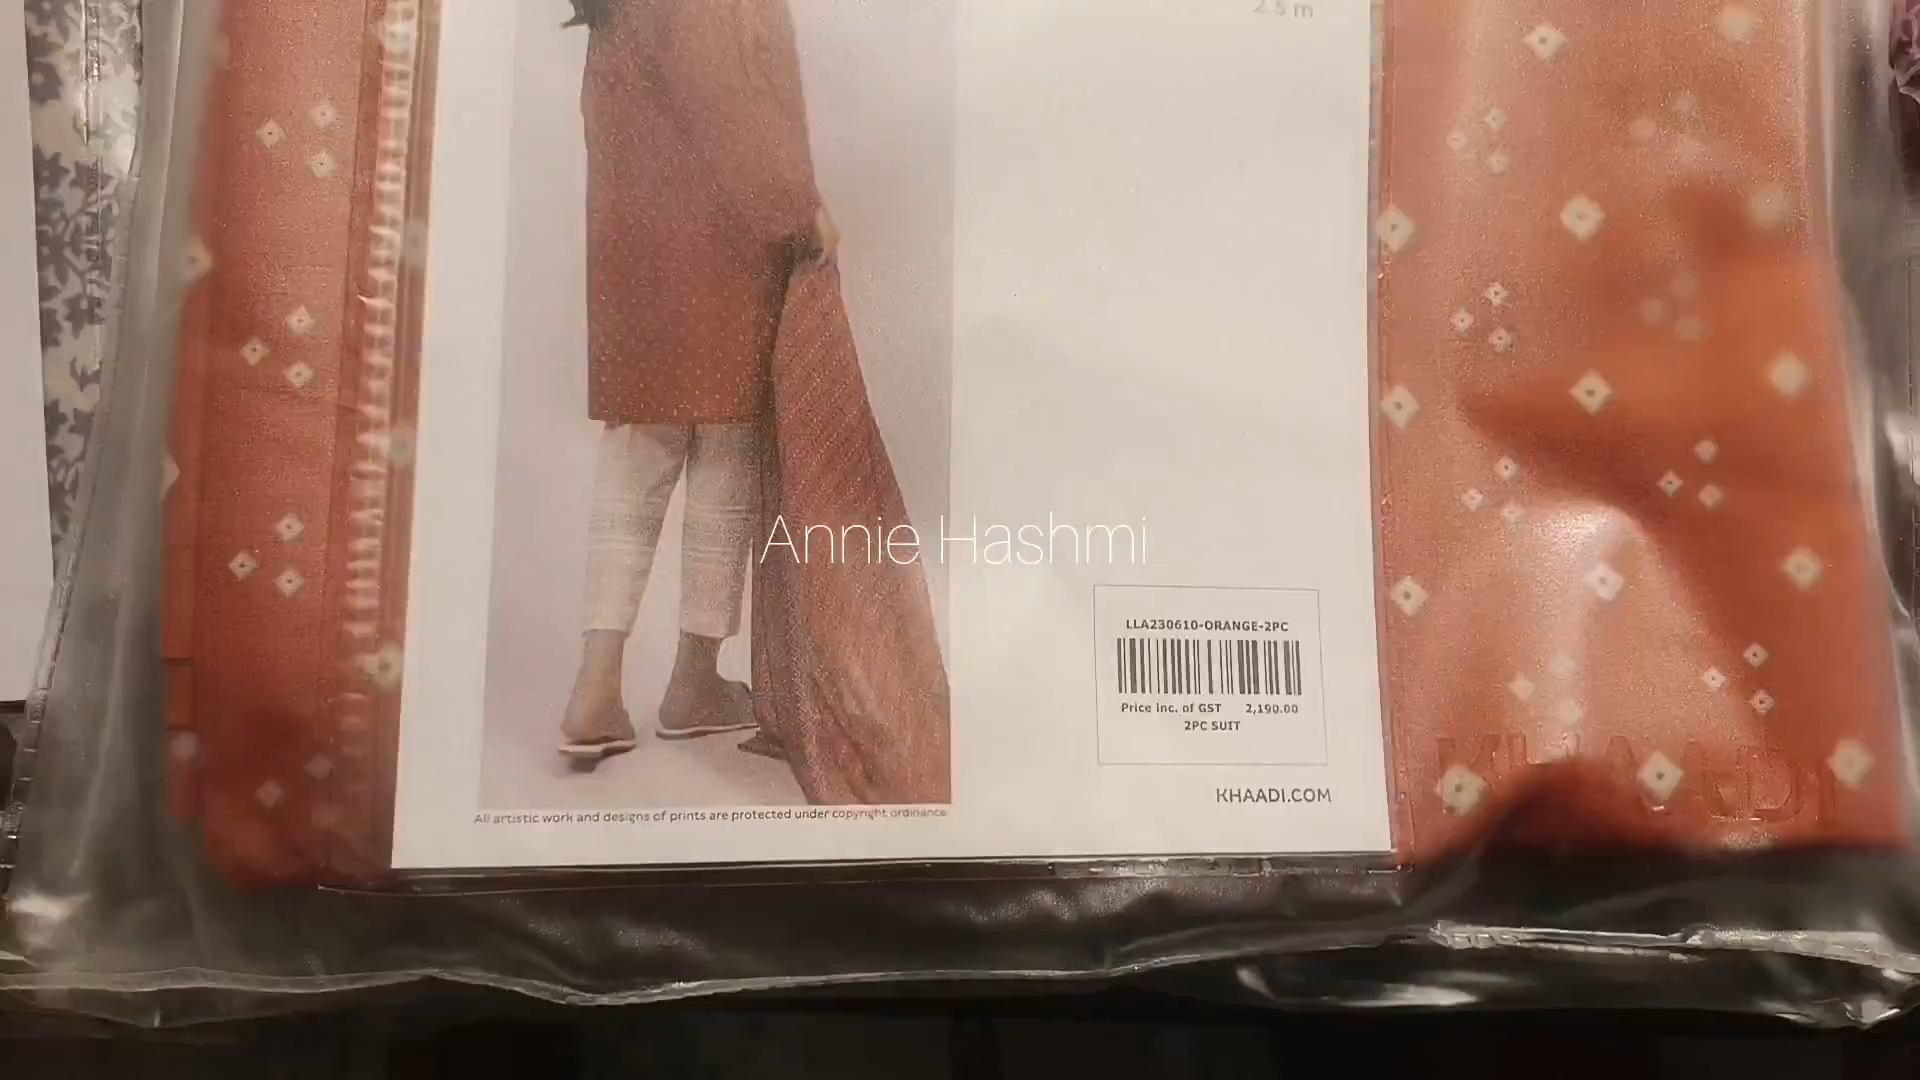 2.5 m
Annie Hashmi
LLA230610-ORANGE-2PC
Price inc. of GST 2,190.00
2PC SUIT
KHAADI.COM
KHAADI
All artistic work and designs of prints are protected under copyright ordinance.